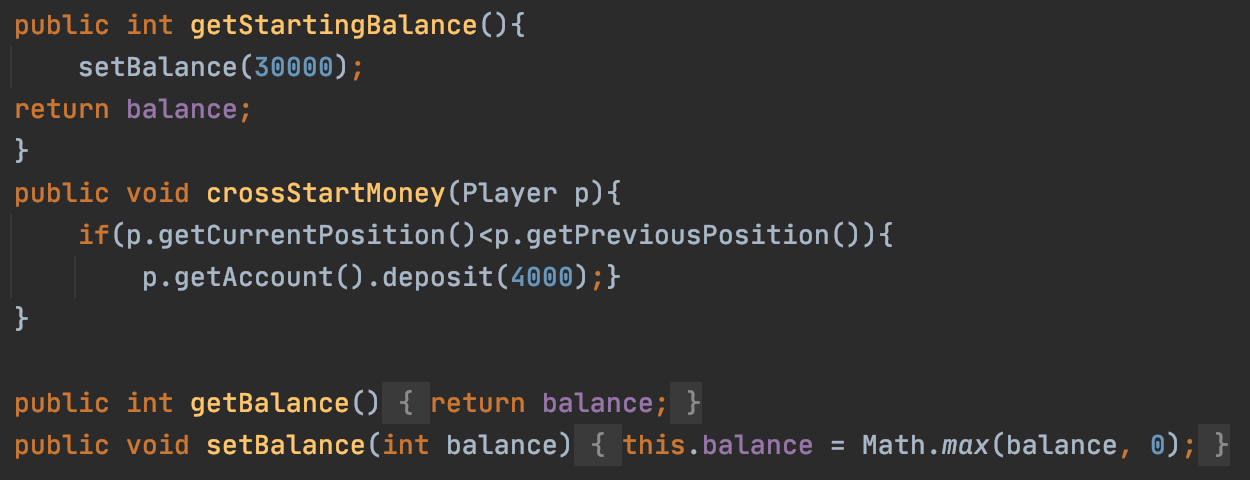 public int getStartingBalance(){
    setBalance(30000);
return balance;
}
public void crossStartMoney(Player p){
    if(p.getCurrentPosition()<p.getPreviousPosition()){
        p.getAccount().deposit(4000);}
}

public int getBalance() { return balance; }
public void setBalance(int balance) { this.balance = Math.max(balance, 0); }